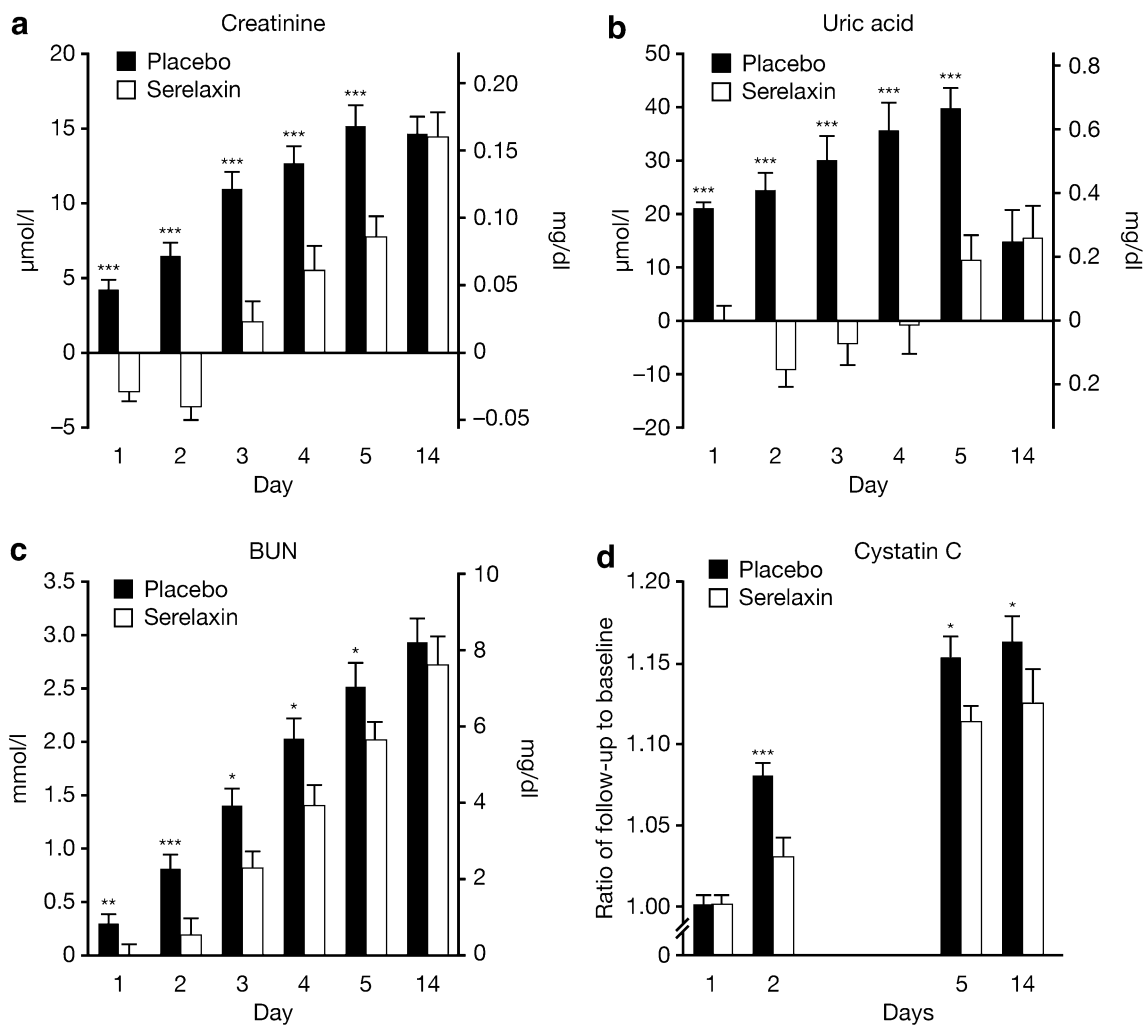 a
Creatinine
Placebo
Serelaxin
20
15
10
5
0
–5
μmol/l
0.20
0.15
0.10
0.05
0
–0.05
mg/dl
***
***
***
***
***
1 2 3 4 5 14
Day
b
Uric acid
Placebo
Serelaxin
50
40
30
20
10
0
–10
–20
μmol/l
0.8
0.6
0.4
0.2
0
0.2
mg/dl
***
***
***
***
***
1 2 3 4 5 14
Day
c
BUN
Placebo
Serelaxin
3.5
3.0
2.5
2.0
1.5
1.0
0.5
0
mmol/l
10
8
6
4
2
0
mg/dl
**
***
*
*
*
1 2 3 4 5 14
Day
d
Cystatin C
Placebo
Serelaxin
1.20
1.15
1.10
1.05
1.00
0
Ratio of follow-up to baseline
***
*
*
1 2 5 14
Days